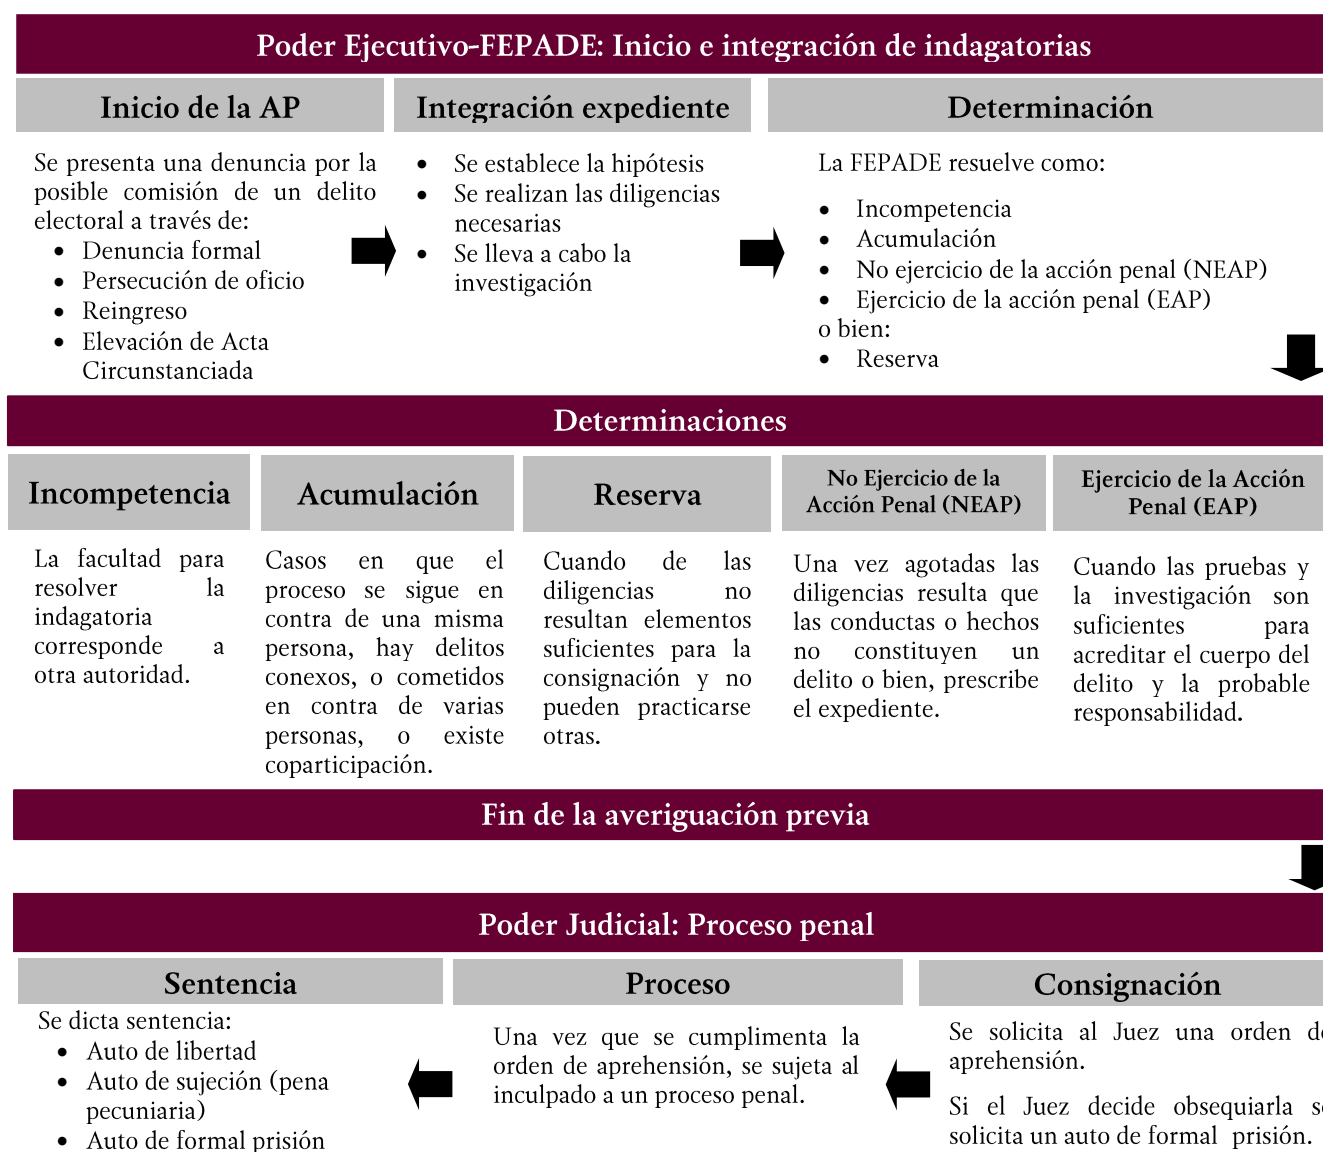 Poder Ejecutivo-FEPADE: Inicio e integración de indagatorias
Inicio de la AP
Se presenta una denuncia por la
posible comisión de un delito
electoral a través de:
• Denuncia formal
• Persecución de oficio
• Reingreso
• Elevación de Acta
Circunstanciada
Integración expediente
• Se establece la hipótesis
• Se realizan las diligencias
necesarias
• Se lleva a cabo la
investigación
Determinación
La FEPADE resuelve como:
• Incompetencia
• Acumulación
• No ejercicio de la acción penal (NEAP)
• Ejercicio de la acción penal (EAP)
o bien:
• Reserva
Determinaciones
Incompetencia
La facultad para
resolver la
indagatoria
corresponde a
otra autoridad.
Acumulación
Casos en que el
proceso se sigue en
contra de una misma
persona, hay delitos
conexos, o cometidos
en contra de varias
personas, o existe
coparticipación.
Reserva
Cuando de las
diligencias no
resultan elementos
suficientes para la
consignación y no
pueden practicarse
otras.
No Ejercicio de la
Acción Penal (NEAP)
Una vez agotadas las
diligencias resulta que
las conductas o hechos
no constituyen un
delito o bien, prescribe
el expediente.
Ejercicio de la Acción
Penal (EAP)
Cuando las pruebas y
la investigación son
suficientes para
acreditar el cuerpo del
delito y la probable
responsabilidad.
Fin de la averiguación previa
Poder Judicial: Proceso penal
Sentencia
Se dicta sentencia:
• Auto de libertad
• Auto de sujeción (pena
pecuniaria)
• Auto de formal prisión
Proceso
Una vez que se cumplimenta la
orden de aprehensión, se sujeta al
inculpado a un proceso penal.
Consignación
Se solicita al Juez una orden de
aprehensión.
Si el Juez decide obsequiarla se
solicita un auto de formal prisión.